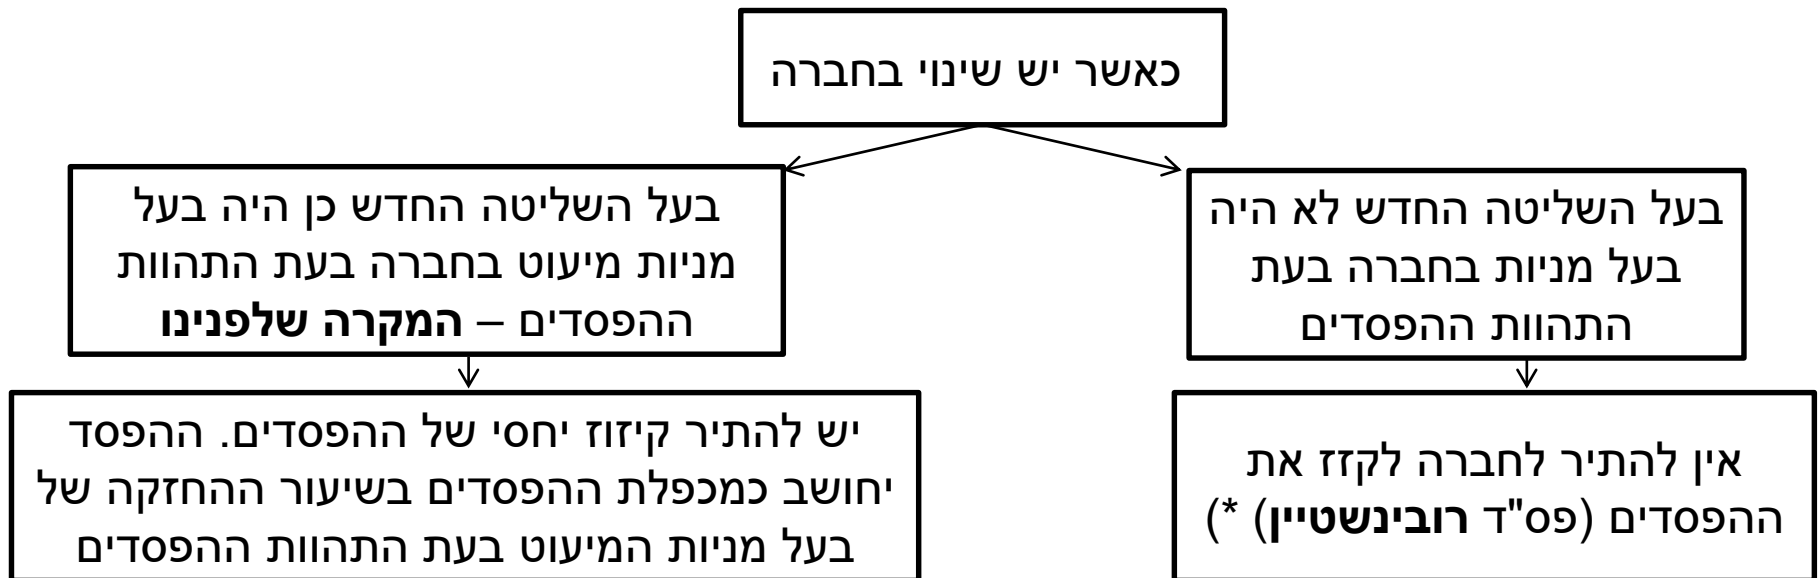 כאשר יש שינוי בחברה
בעל השליטה החדש לא היה
בעל מניות בחברה בעת
התהוות ההפסדים
בעל השליטה החדש כן היה בעל
מניות מיעוט בחברה בעת התהוות
ההפסדים – המקרה שלפנינו
אין להתיר לחברה לקזז את
ההפסדים (פס"ד רובינשטיין) *)
יש להתיר קיזוז יחסי של ההפסדים. ההפסד
יחושב כמכפלת ההפסדים בשיעור ההחזקה של
בעל מניות המיעוט בעת התהוות ההפסדים